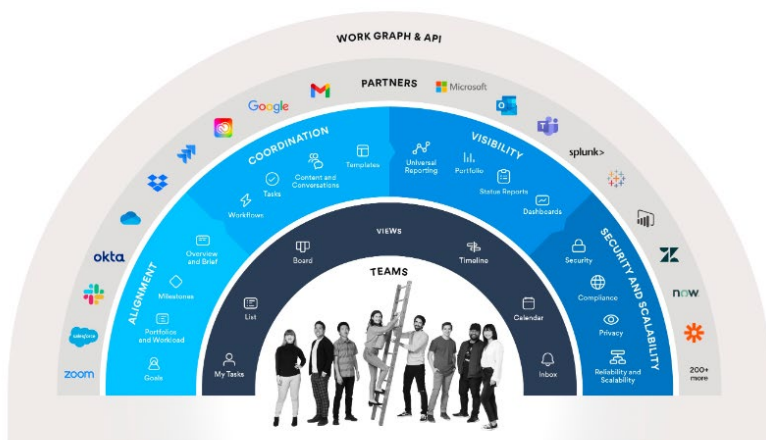 WORK GRAPH & API
PARTNERS
zoom
salesforce
okta
Google
Microsoft
splunk>
now
200+
more
ALIGNMENT
Goals
Portfolios
and Workload
Milestones
Overview
and Brief
COORDINATION
Workflows
Tasks
Content and
Conversations
Templates
VISIBILITY
Universal
Reporting
Portfolio
Status Reports
Dashboards
SECURITY AND SCALABILITY
Security
Compliance
Privacy
Reliability and
Scalability
VIEWS
My Tasks
List
Board
Timeline
Calendar
Inbox
TEAMS